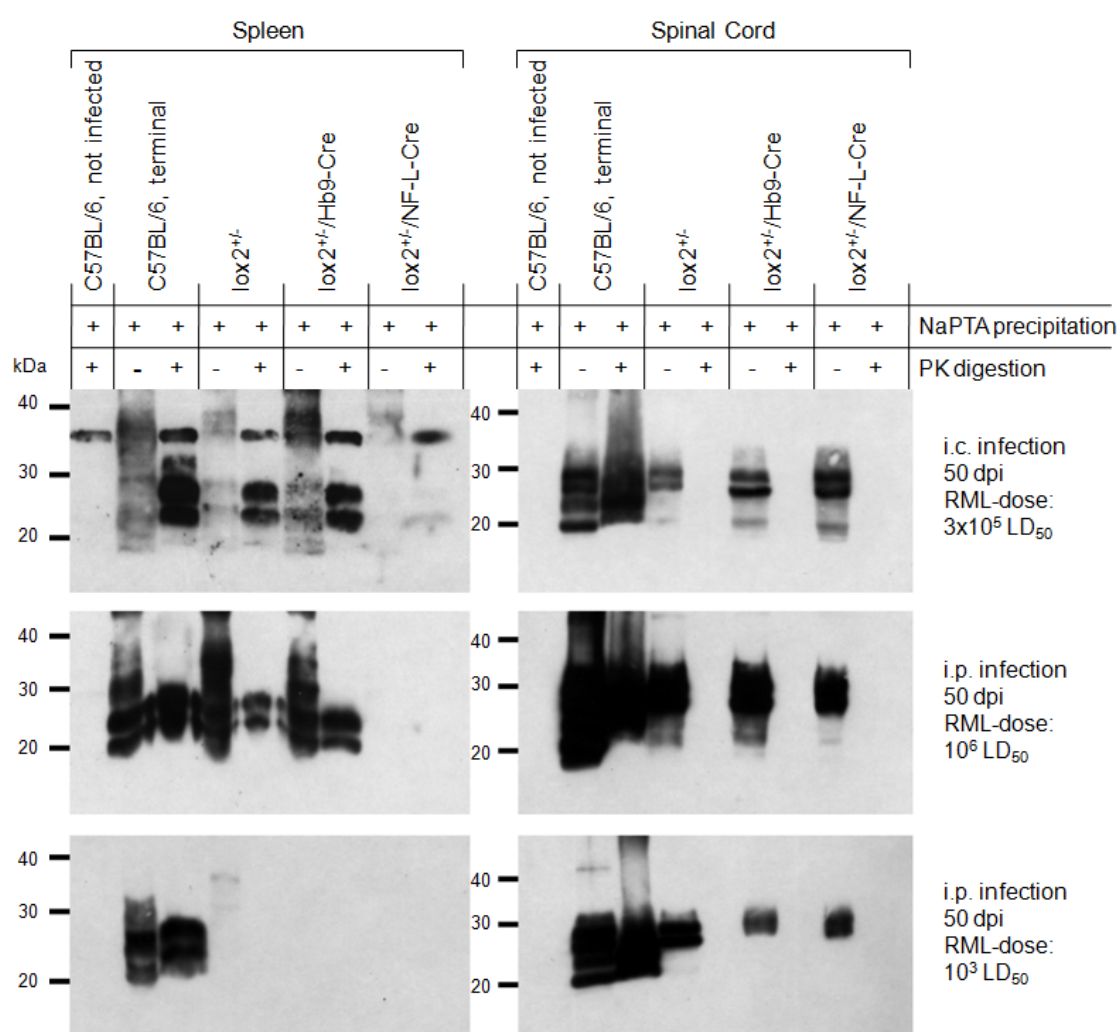 Spleen Spinal Cord
C57BL/6, not infected
C57BL/6, terminal
lox2+/-
lox2+/-/Hb9-Cre
lox2+/-/NF-L-Cre
C57BL/6, not infected
C57BL/6, terminal
lox2+/-
lox2+/-/Hb9-Cre
lox2+/-/NF-L-Cre
+ + + + + + + + + + + + + + + + + + NaPTA precipitation
kDa + - + - + - + - + + - + - + - + - + PK digestion
40 40
30 30
20 20
i.c. infection
50 dpi
RML-dose:
3x10⁵ LD₅₀
40 40
30 30
20 20
i.p. infection
50 dpi
RML-dose:
10⁶ LD₅₀
40 40
30 30
20 20
i.p. infection
50 dpi
RML-dose:
10³ LD₅₀